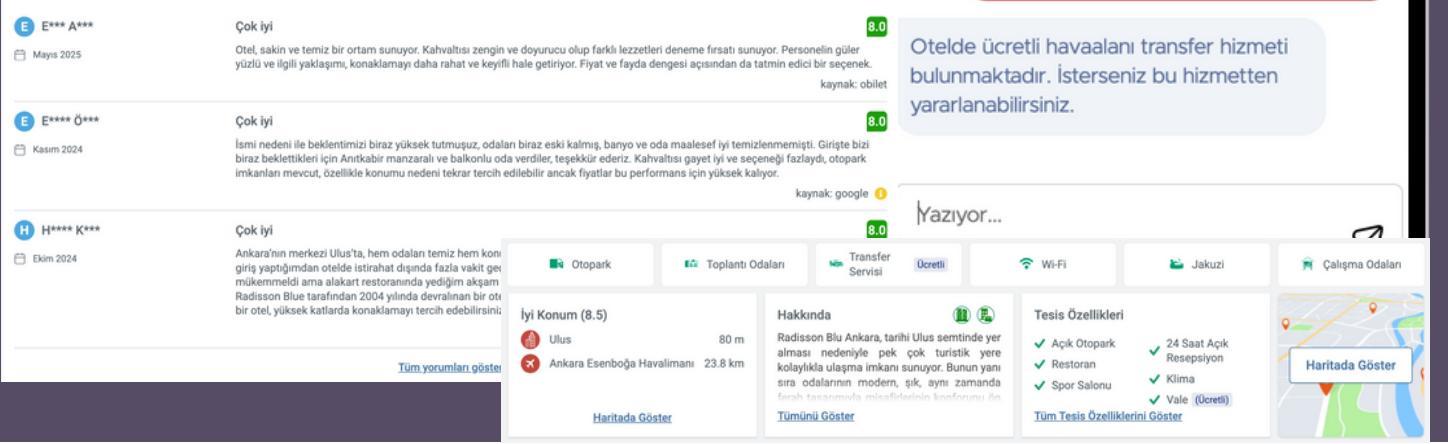 E
E*** A***
Mayıs 2025
Çok iyi
8.0
Otel, sakin ve temiz bir ortam sunuyor. Kahvaltısı zengin ve doyurucu olup farklı lezzetleri deneme fırsatı sunuyor. Personelin güler
yüzlü ve ilgili yaklaşımı, konaklamayı daha rahat ve keyifli hale getiriyor. Fiyat ve fayda dengesi açısından da tatmin edici bir seçenek.
kaynak: obilet
E
E**** Ö***
Kasım 2024
Çok iyi
8.0
İsmi nedeni ile beklentimizi biraz yüksek tutmuşuz, odaları biraz eski kalmış, banyo ve oda maalesef iyi temizlenmemişti. Girişte bizi
biraz beklettikleri için Anıtkabir manzaralı ve balkonlu oda verdiler, teşekkür ederiz. Kahvaltısı gayet iyi ve seçeneği fazlaydı, otopark
imkanları mevcut, özellikle konumu nedeni tekrar tercih edilebilir ancak fiyatlar bu performans için yüksek kalıyor.
kaynak: google
H
H**** K***
Ekim 2024
Çok iyi
8.0
Ankara'nın merkezi Ulus'ta, hem odaları temiz hem
giriş yaptığımdan otelde istirahat dışında fazla vakit
mükemmeldi ama alakart restoranında yediğim akşam
Radisson Blue tarafından 2004 yılında devralınan bir
bir otel, yüksek katlarda konaklamayı tercih edebilirsiniz
Tüm yorumları
Otelde ücretli havaalanı transfer hizmeti
bulunmaktadır. İsterseniz bu hizmetten
yararlanabilirsiniz.
Yazıyor...
Otopark
Toplantı Odaları
Transfer
Servisi
Ücretli
Wi-Fi
Jakuzi
Çalışma Odaları
İyi Konum (8.5)
Ulus 80 m
Ankara Esenboğa Havalimanı 23.8 km
Haritada Göster
Hakkında
Radisson Blu Ankara, tarihi Ulus semtinde yer
alması nedeniyle pek çok turistik yere
kolaylıkla ulaşma imkanı sunuyor. Bunun yanı
sıra odalarının modern, şık, aynı zamanda
ferah tasarımıyla misafirlerinin konforunu ön
Tümünü Göster
Tesis Özellikleri
Açık Otopark
Restoran
Spor Salonu
24 Saat Açık
Resepsiyon
Klima
Vale (Ücretli)
Tüm Tesis Özelliklerini Göster
Haritada Göster